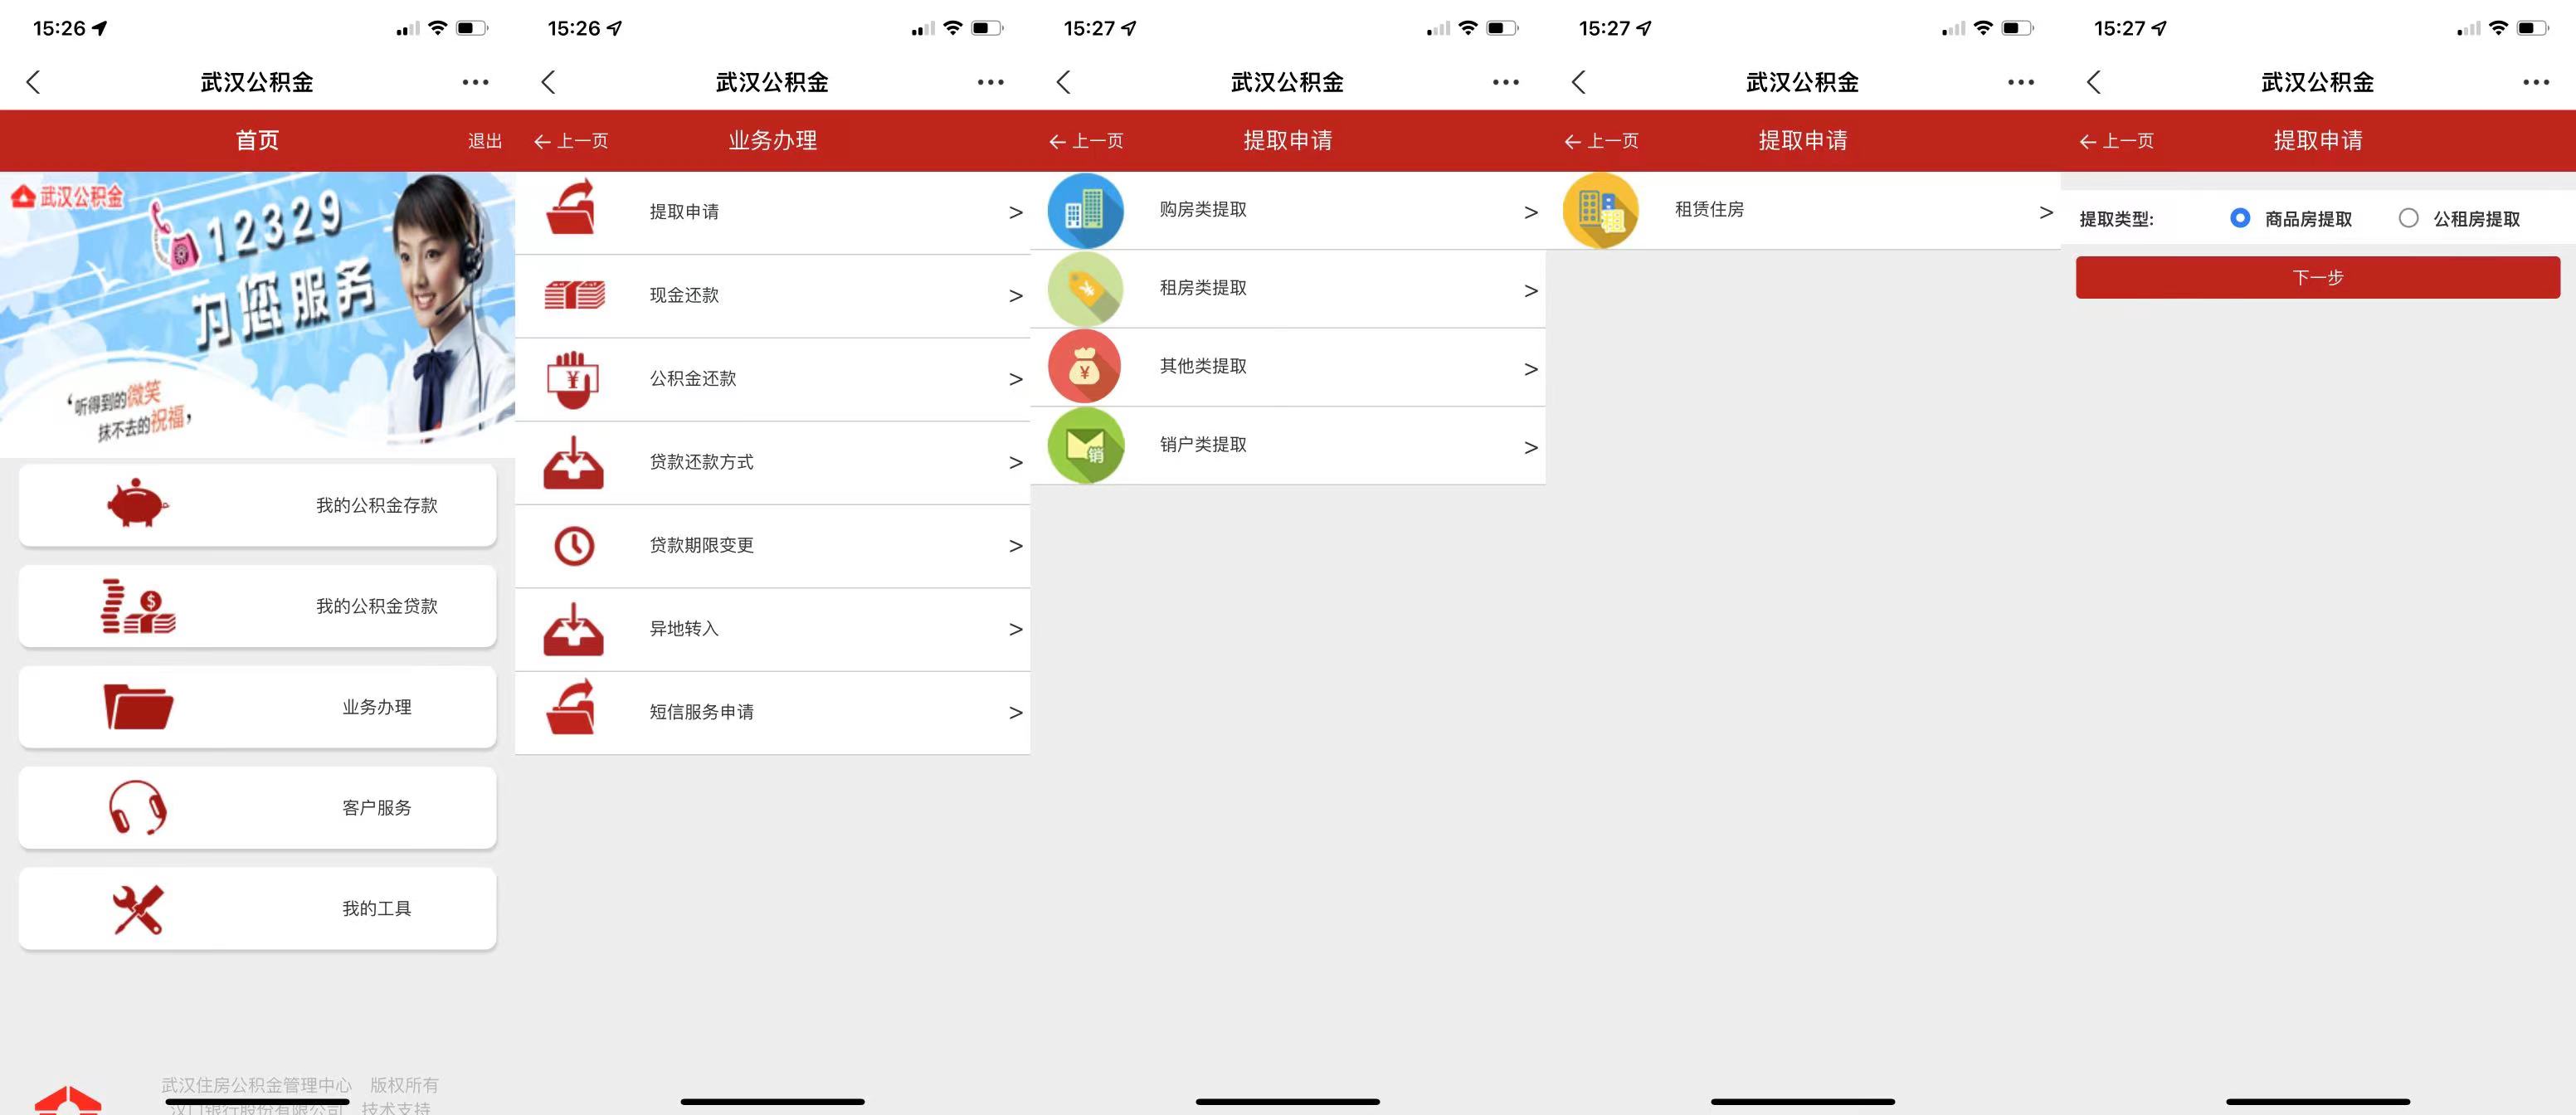 15:26
武汉公积金
首页
退出
武汉公积金
12329
为您服务
‘听得到的微笑
抹不去的祝福’
我的公积金存款
$
我的公积金贷款
业务办理
客户服务
我的工具
武汉住房公积金管理中心 版权所有
技术支持
15:26
武汉公积金
上一页
业务办理
提取申请
>
现金还款
>
¥
公积金还款
>
贷款还款方式
>
贷款期限变更
>
异地转入
>
短信服务申请
>
15:27
武汉公积金
上一页
提取申请
购房类提取
>
¥
租房类提取
>
¥
其他类提取
>
销
销户类提取
>
15:27
武汉公积金
上一页
提取申请
租赁住房
>
15:27
武汉公积金
上一页
提取申请
提取类型: 商品房提取 公租房提取
下一步